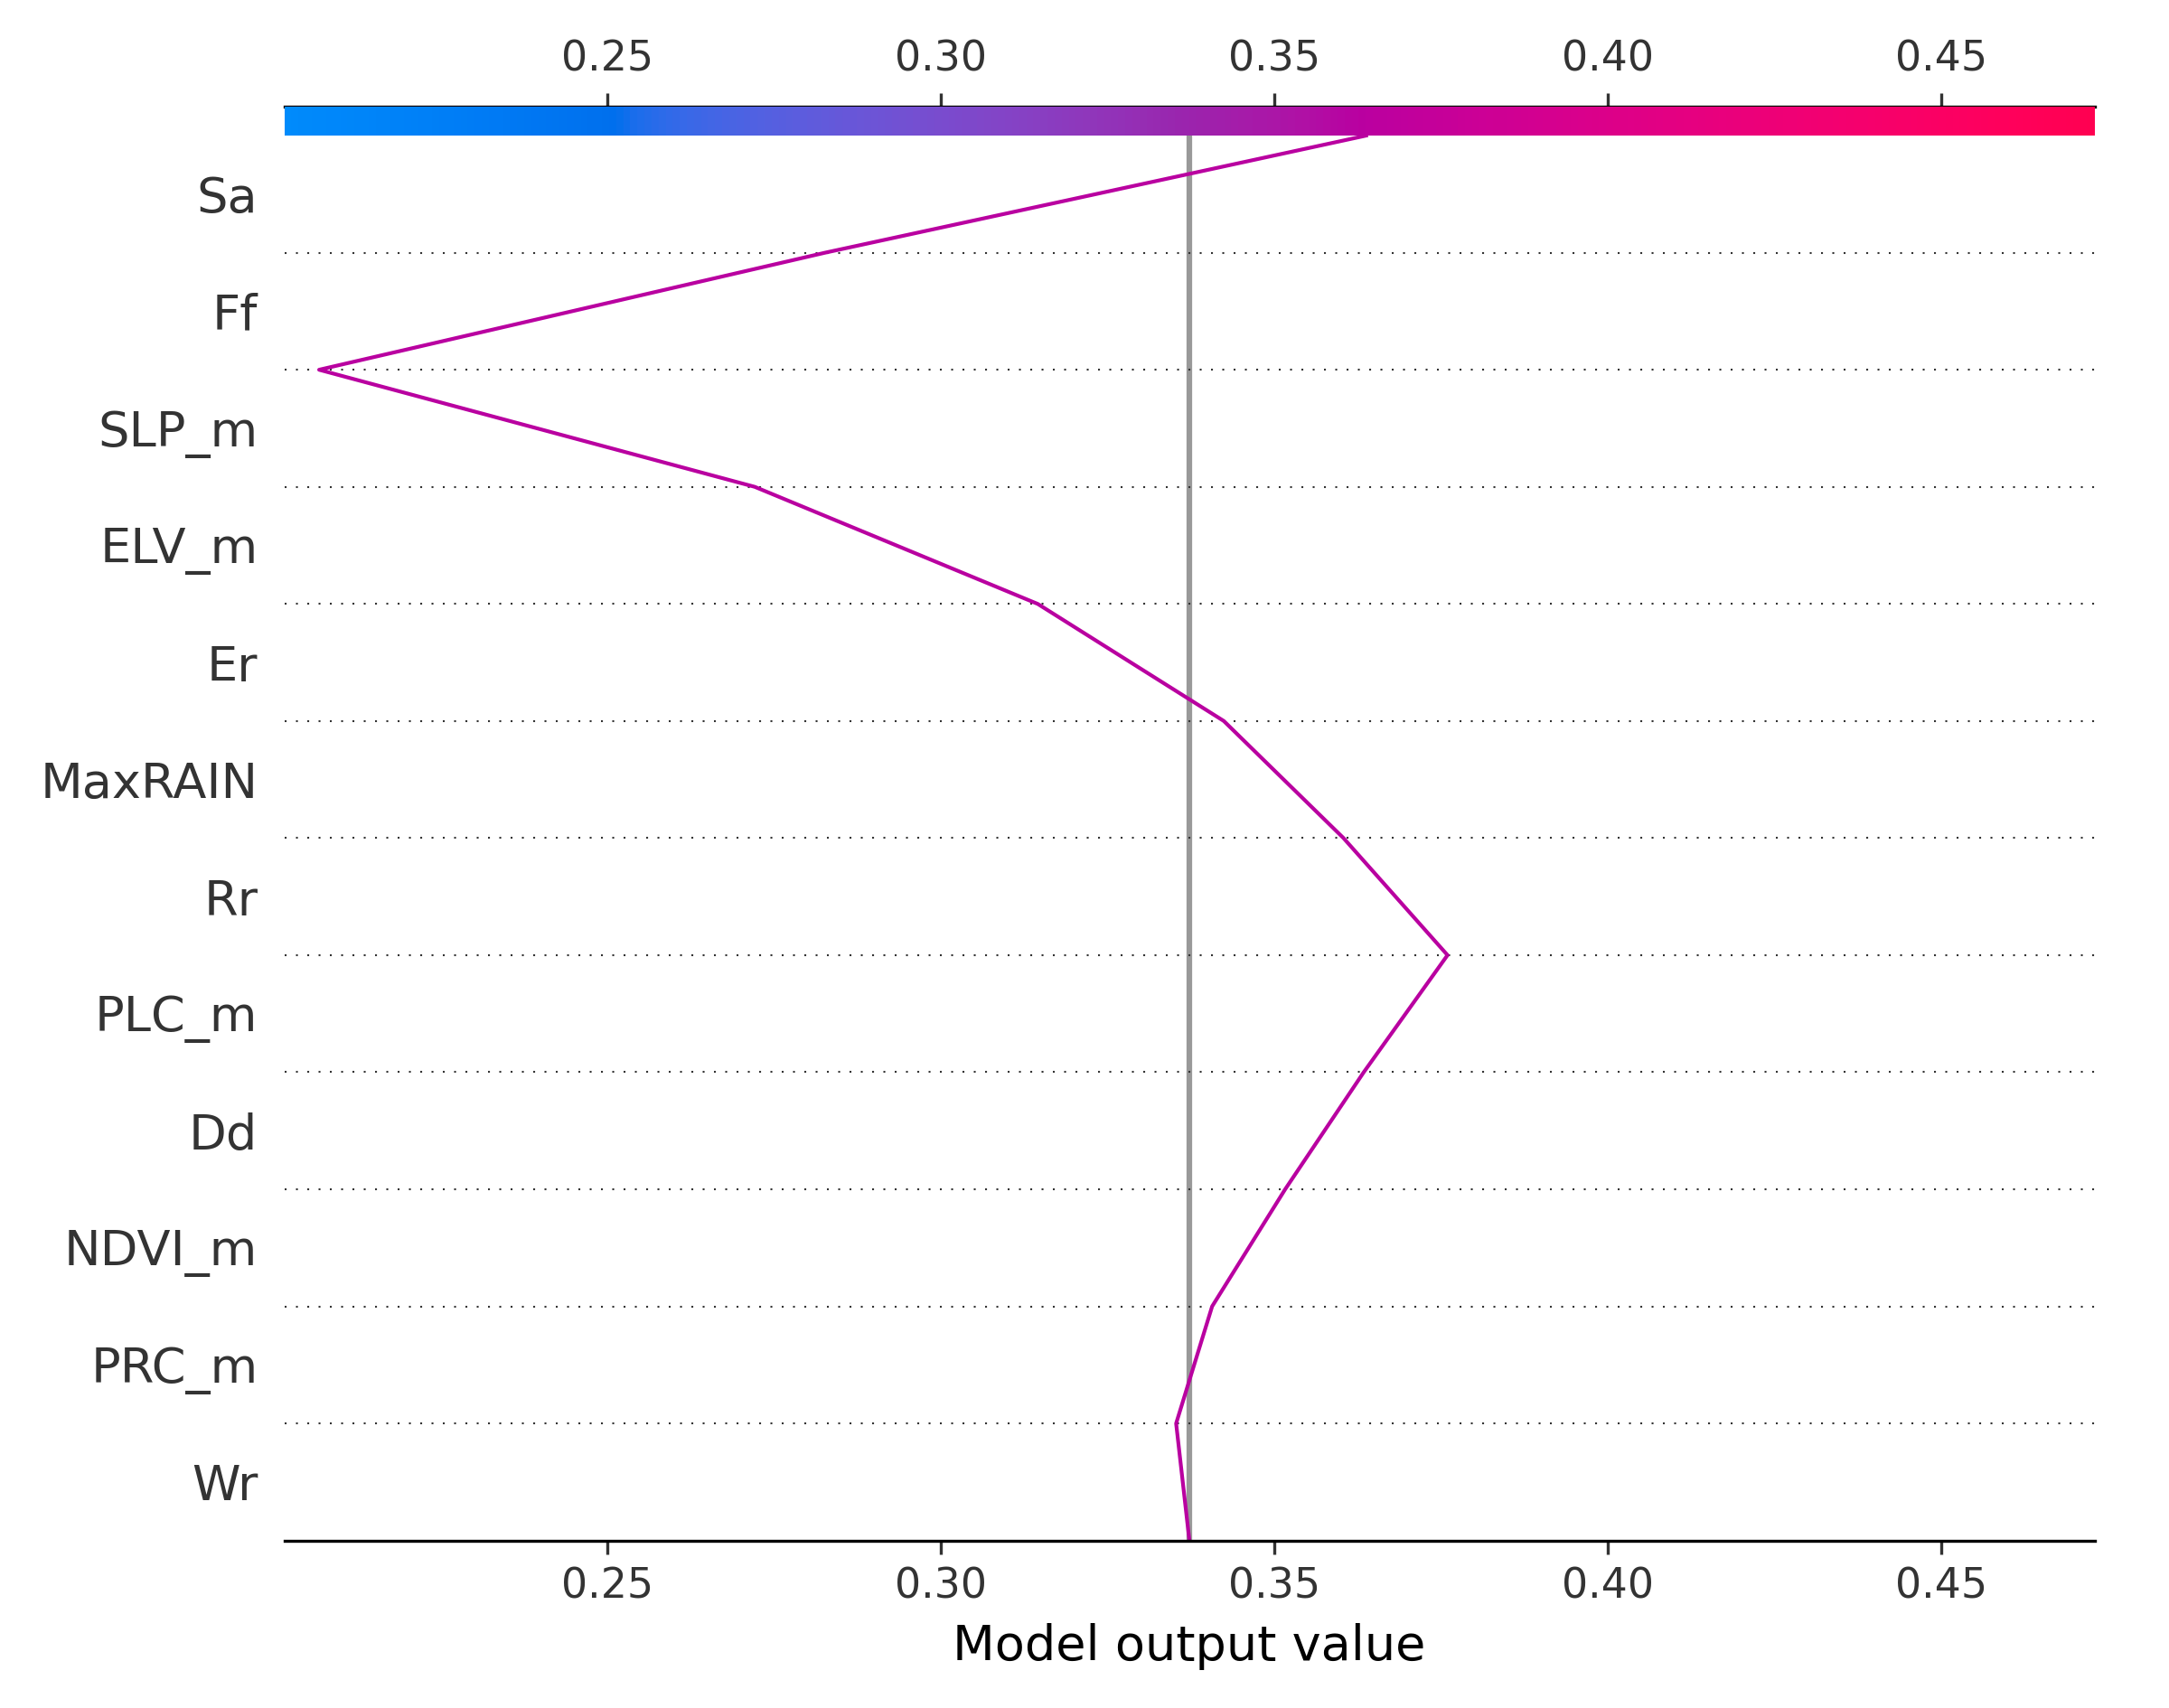 0.25 0.30 0.35 0.40 0.45
Sa
Ff
SLP_m
ELV_m
Er
MaxRAIN
Rr
PLC_m
Dd
NDVI_m
PRC_m
Wr
0.25 0.30 0.35 0.40 0.45
Model output value